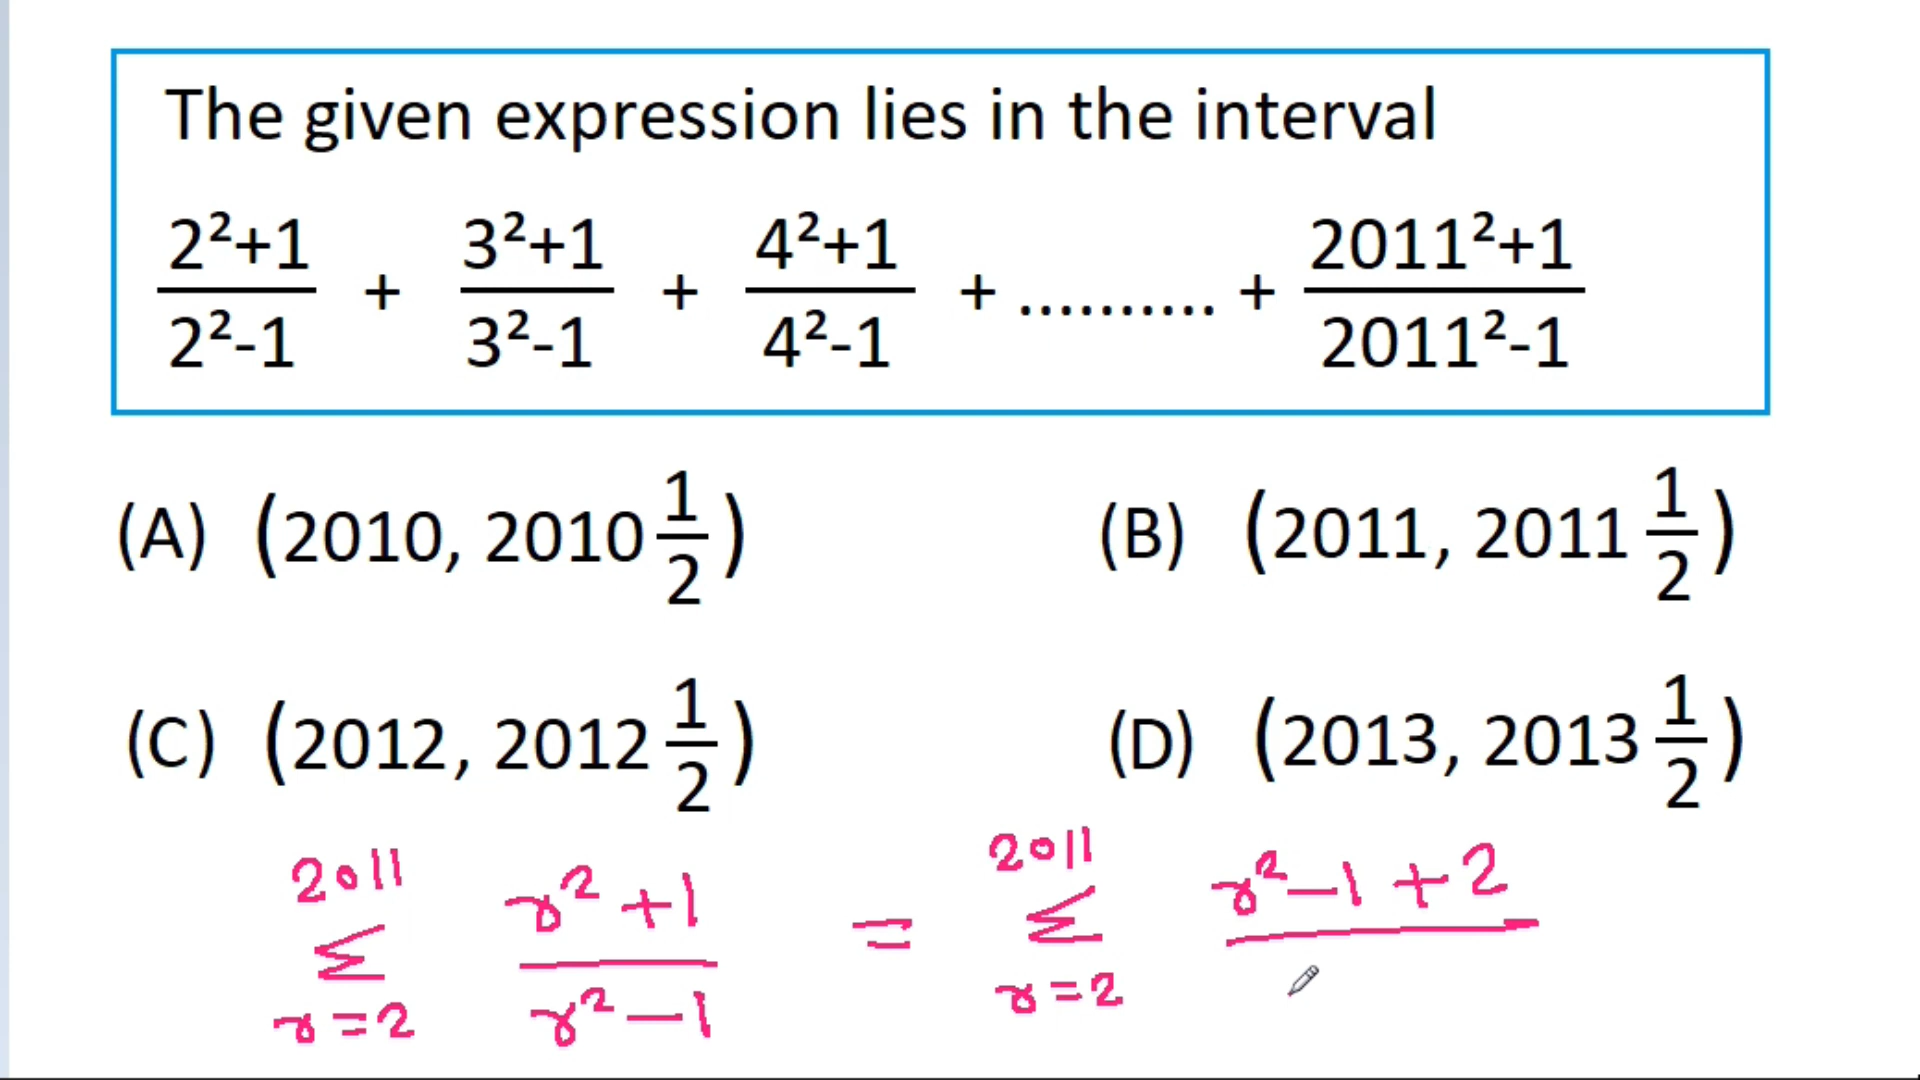 The given expression lies in the interval
2²+1 / 2²-1 + 3²+1 / 3²-1 + 4²+1 / 4²-1 + .......... + 2011²+1 / 2011²-1
(A) (2010, 2010 1/2) (B) (2011, 2011 1/2)
(C) (2012, 2012 1/2) (D) (2013, 2013 1/2)
2011 Σ r=2 r²+1 / r²-1 = 2011 Σ r=2 r²-1+2